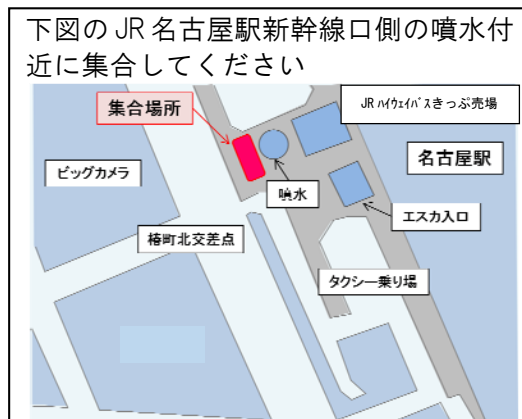 下図の JR 名古屋駅新幹線口側の噴水付
近に集合してください
集合場所
JR ﾊｲｳｪｲﾊﾞｽきっぷ売場
ビッグカメラ
名古屋駅
噴水
エスカ入口
椿町北交差点
タクシー乗り場